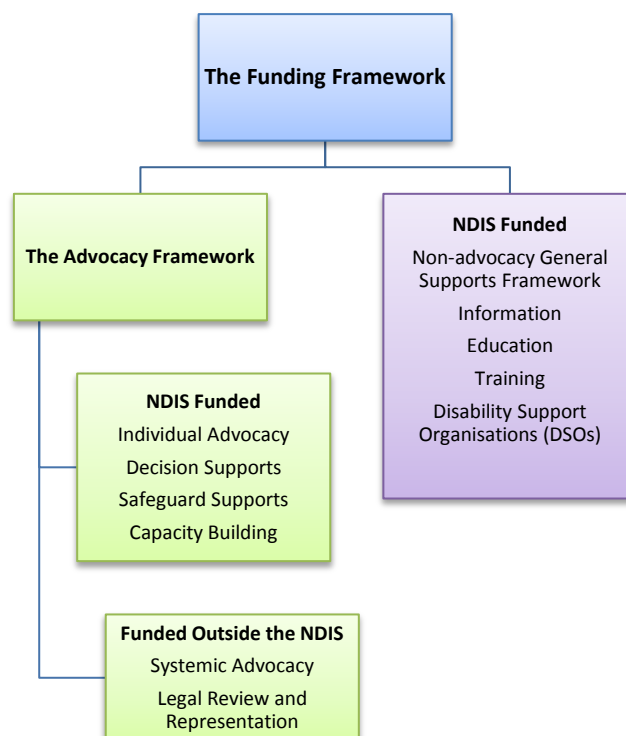 The Funding Framework
The Advocacy Framework
NDIS Funded
Non-advocacy General
Supports Framework
Information
Education
Training
Disability Support
Organisations (DSOs)
NDIS Funded
Individual Advocacy
Decision Supports
Safeguard Supports
Capacity Building
Funded Outside the NDIS
Systemic Advocacy
Legal Review and
Representation